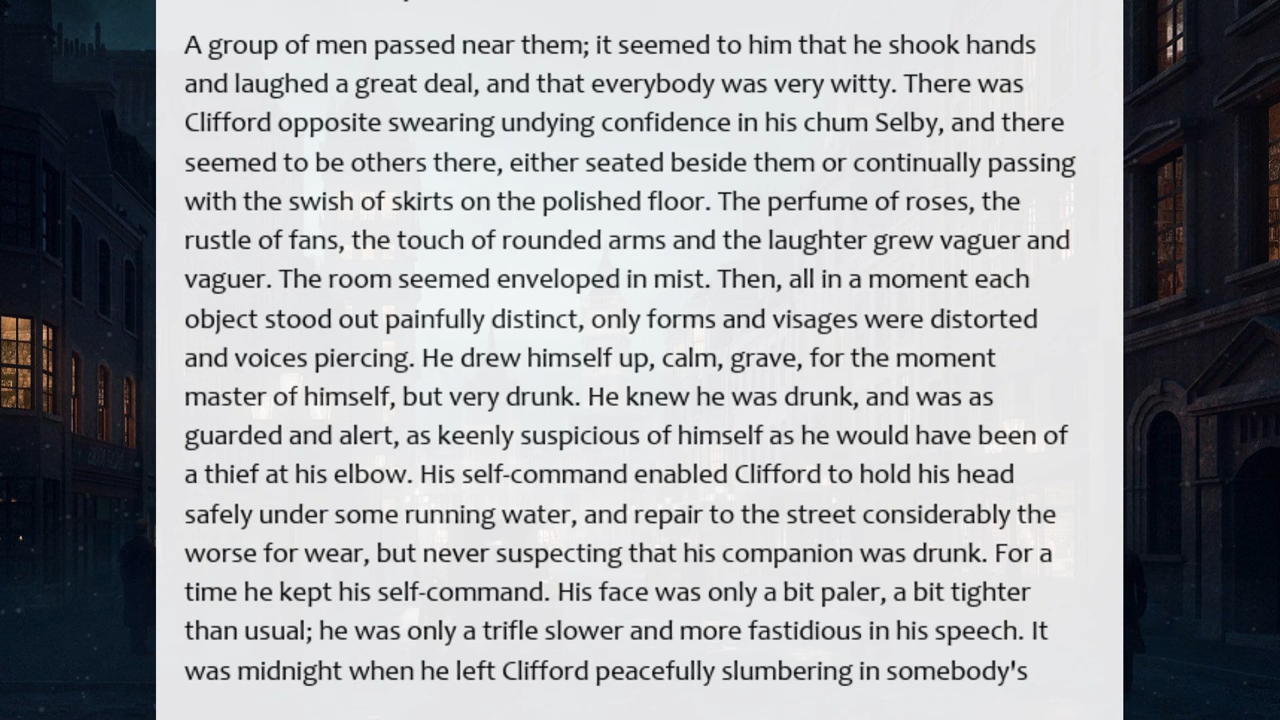 A group of men passed near them; it seemed to him that he shook hands
and laughed a great deal, and that everybody was very witty. There was
Clifford opposite swearing undying confidence in his chum Selby, and there
seemed to be others there, either seated beside them or continually passing
with the swish of skirts on the polished floor. The perfume of roses, the
rustle of fans, the touch of rounded arms and the laughter grew vaguer and
vaguer. The room seemed enveloped in mist. Then, all in a moment each
object stood out painfully distinct, only forms and visages were distorted
and voices piercing. He drew himself up, calm, grave, for the moment
master of himself, but very drunk. He knew he was drunk, and was as
guarded and alert, as keenly suspicious of himself as he would have been of
a thief at his elbow. His self-command enabled Clifford to hold his head
safely under some running water, and repair to the street considerably the
worse for wear, but never suspecting that his companion was drunk. For a
time he kept his self-command. His face was only a bit paler, a bit tighter
than usual; he was only a trifle slower and more fastidious in his speech. It
was midnight when he left Clifford peacefully slumbering in somebody's